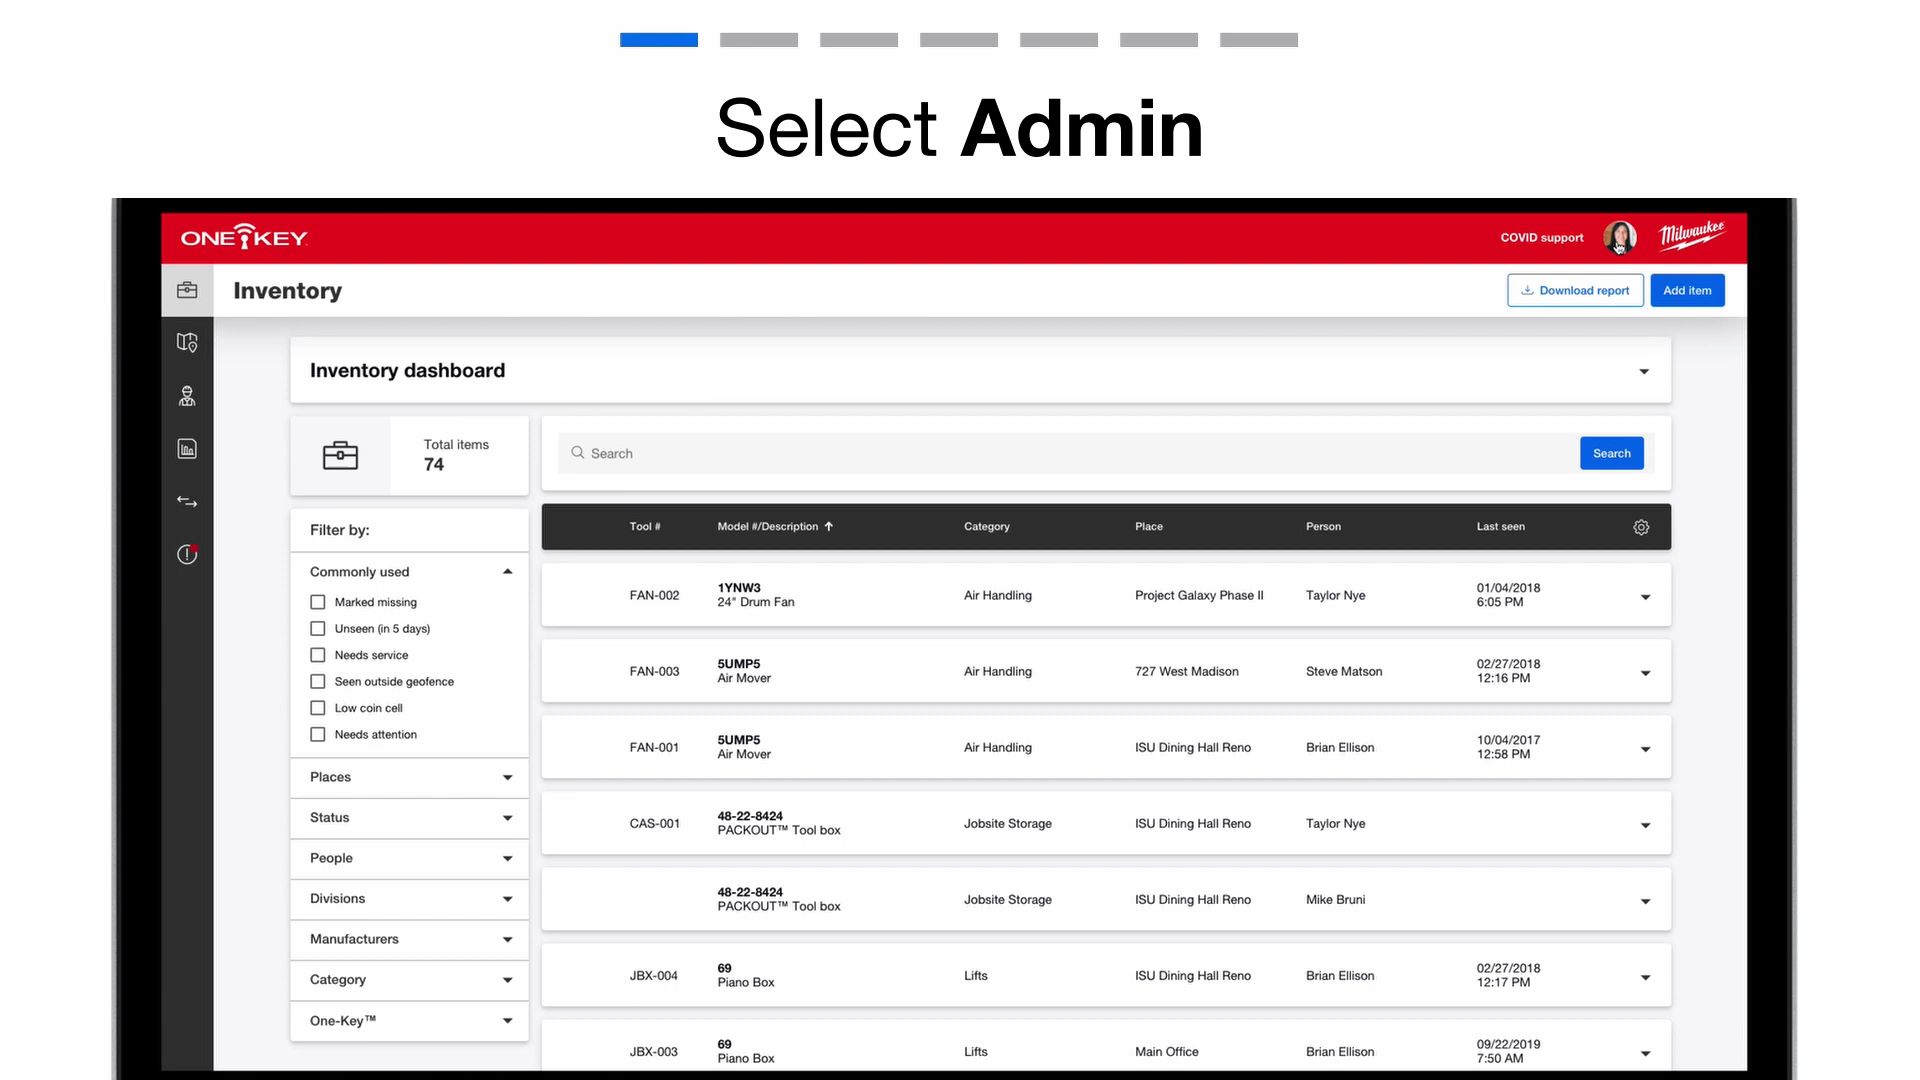 Select Admin
ONE KEY
COVID support
Milwaukee
Inventory
Download report
Add item
Inventory dashboard
Total items
74
Search
Search
Filter by:
Commonly used
Marked missing
Unseen (in 5 days)
Needs service
Seen outside geofence
Low coin cell
Needs attention
Places
Status
People
Divisions
Manufacturers
Category
One-Key™
Tool # Model #/Description Category Place Person Last seen
FAN-002 1YNW3 Air Handling Project Galaxy Phase II Taylor Nye 01/04/2018
24" Drum Fan 6:05 PM
FAN-003 5UMP5 Air Handling 727 West Madison Steve Matson 02/27/2018
Air Mover 12:16 PM
FAN-001 5UMP5 Air Handling ISU Dining Hall Reno Brian Ellison 10/04/2017
Air Mover 12:58 PM
CAS-001 48-22-8424 Jobsite Storage ISU Dining Hall Reno Taylor Nye
PACKOUT™ Tool box
48-22-8424 Jobsite Storage ISU Dining Hall Reno Mike Bruni
PACKOUT™ Tool box
JBX-004 69 Lifts ISU Dining Hall Reno Brian Ellison 02/27/2018
Piano Box 12:17 PM
JBX-003 69 Lifts Main Office Brian Ellison 09/22/2019
Piano Box 7:50 AM